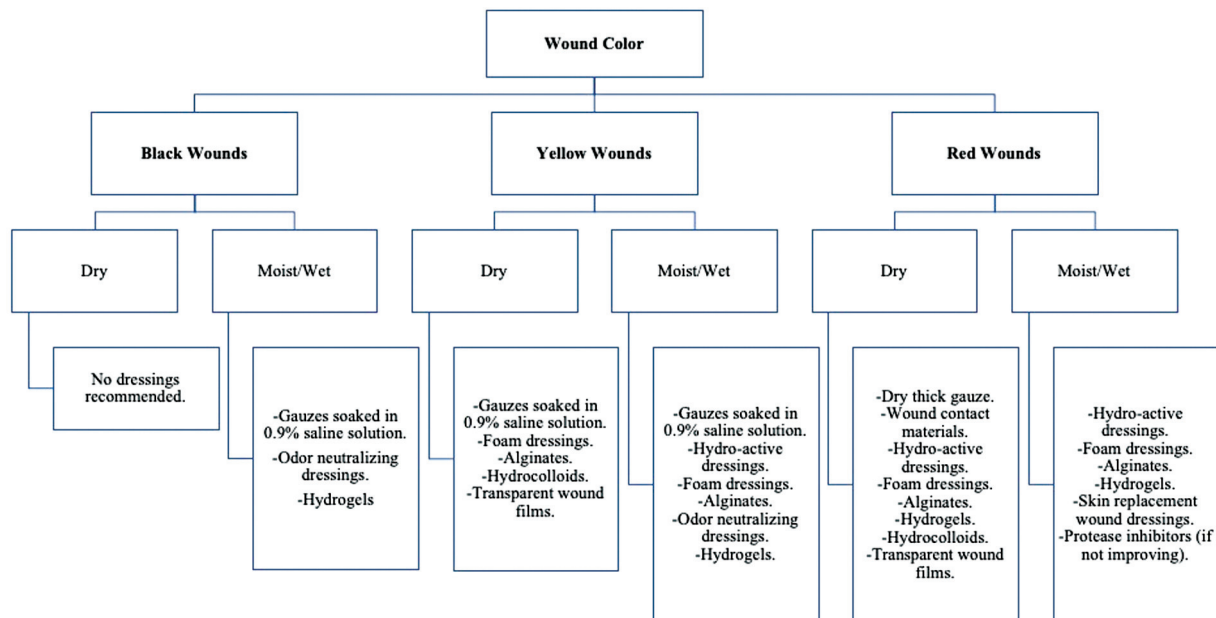 Wound Color
Black Wounds
Yellow Wounds
Red Wounds
Dry
Moist/Wet
Dry
Moist/Wet
Dry
Moist/Wet
No dressings
recommended.
-Gauzes soaked in
0.9% saline solution.
-Odor neutralizing
dressings.
-Hydrogels
-Gauzes soaked in
0.9% saline solution.
-Foam dressings.
-Alginates.
-Hydrocolloids.
-Transparent wound
films.
-Gauzes soaked in
0.9% saline solution.
-Hydro-active
dressings.
-Foam dressings.
-Alginates.
-Odor neutralizing
dressings.
-Hydrogels.
-Dry thick gauze.
-Wound contact
materials.
-Hydro-active
dressings.
-Foam dressings.
-Alginates.
-Hydrogels.
-Hydrocolloids.
-Transparent wound
films.
-Hydro-active
dressings.
-Foam dressings.
-Alginates.
-Hydrogels.
-Skin replacement
wound dressings.
-Protease inhibitors (if
not improving).